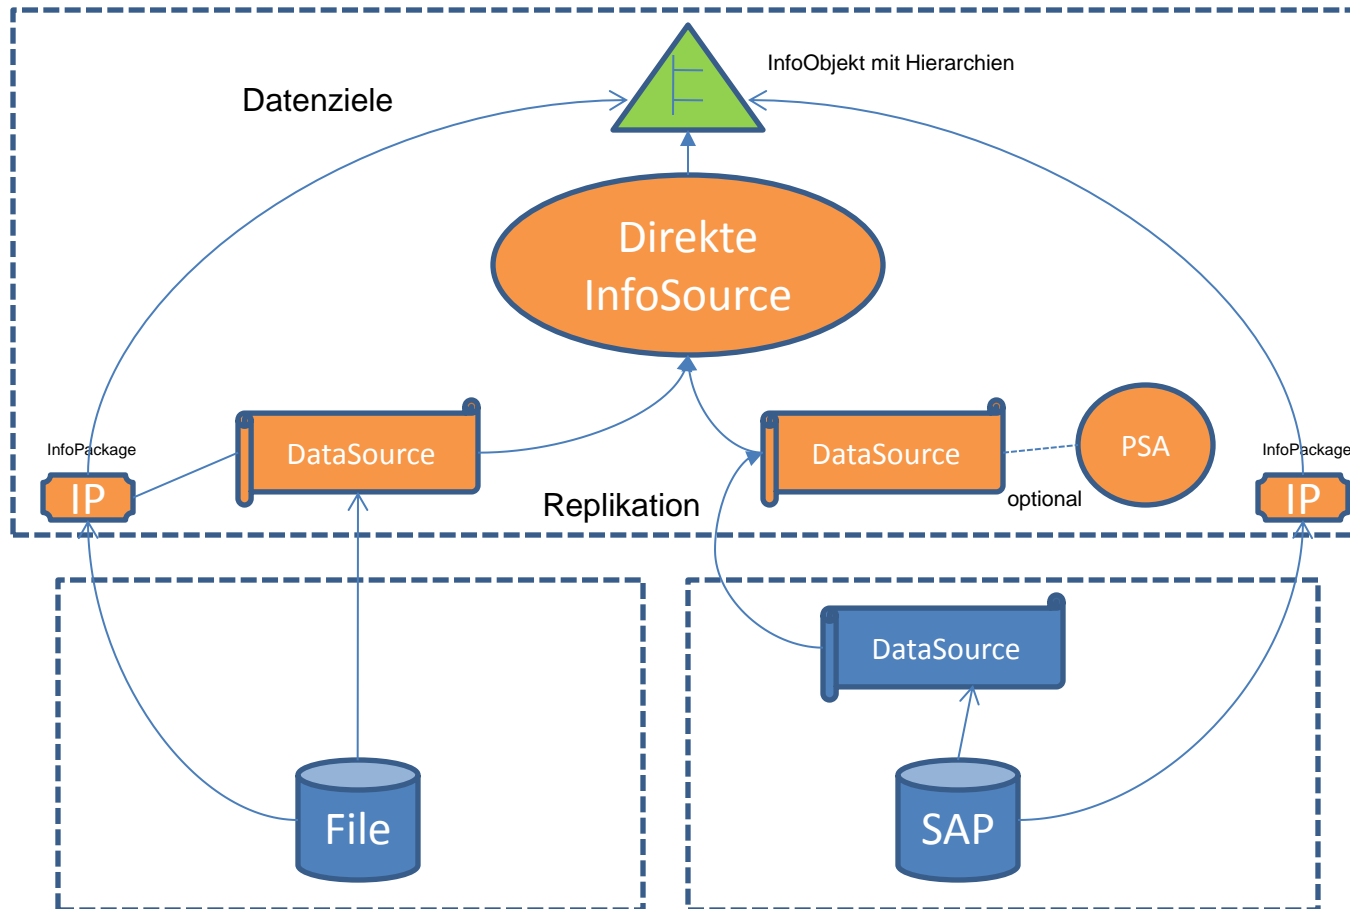 InfoObjekt mit Hierarchien
Datenziele
Direkte
InfoSource
InfoPackage
IP
DataSource
Replikation
DataSource
optional
PSA
InfoPackage
IP
DataSource
File
SAP